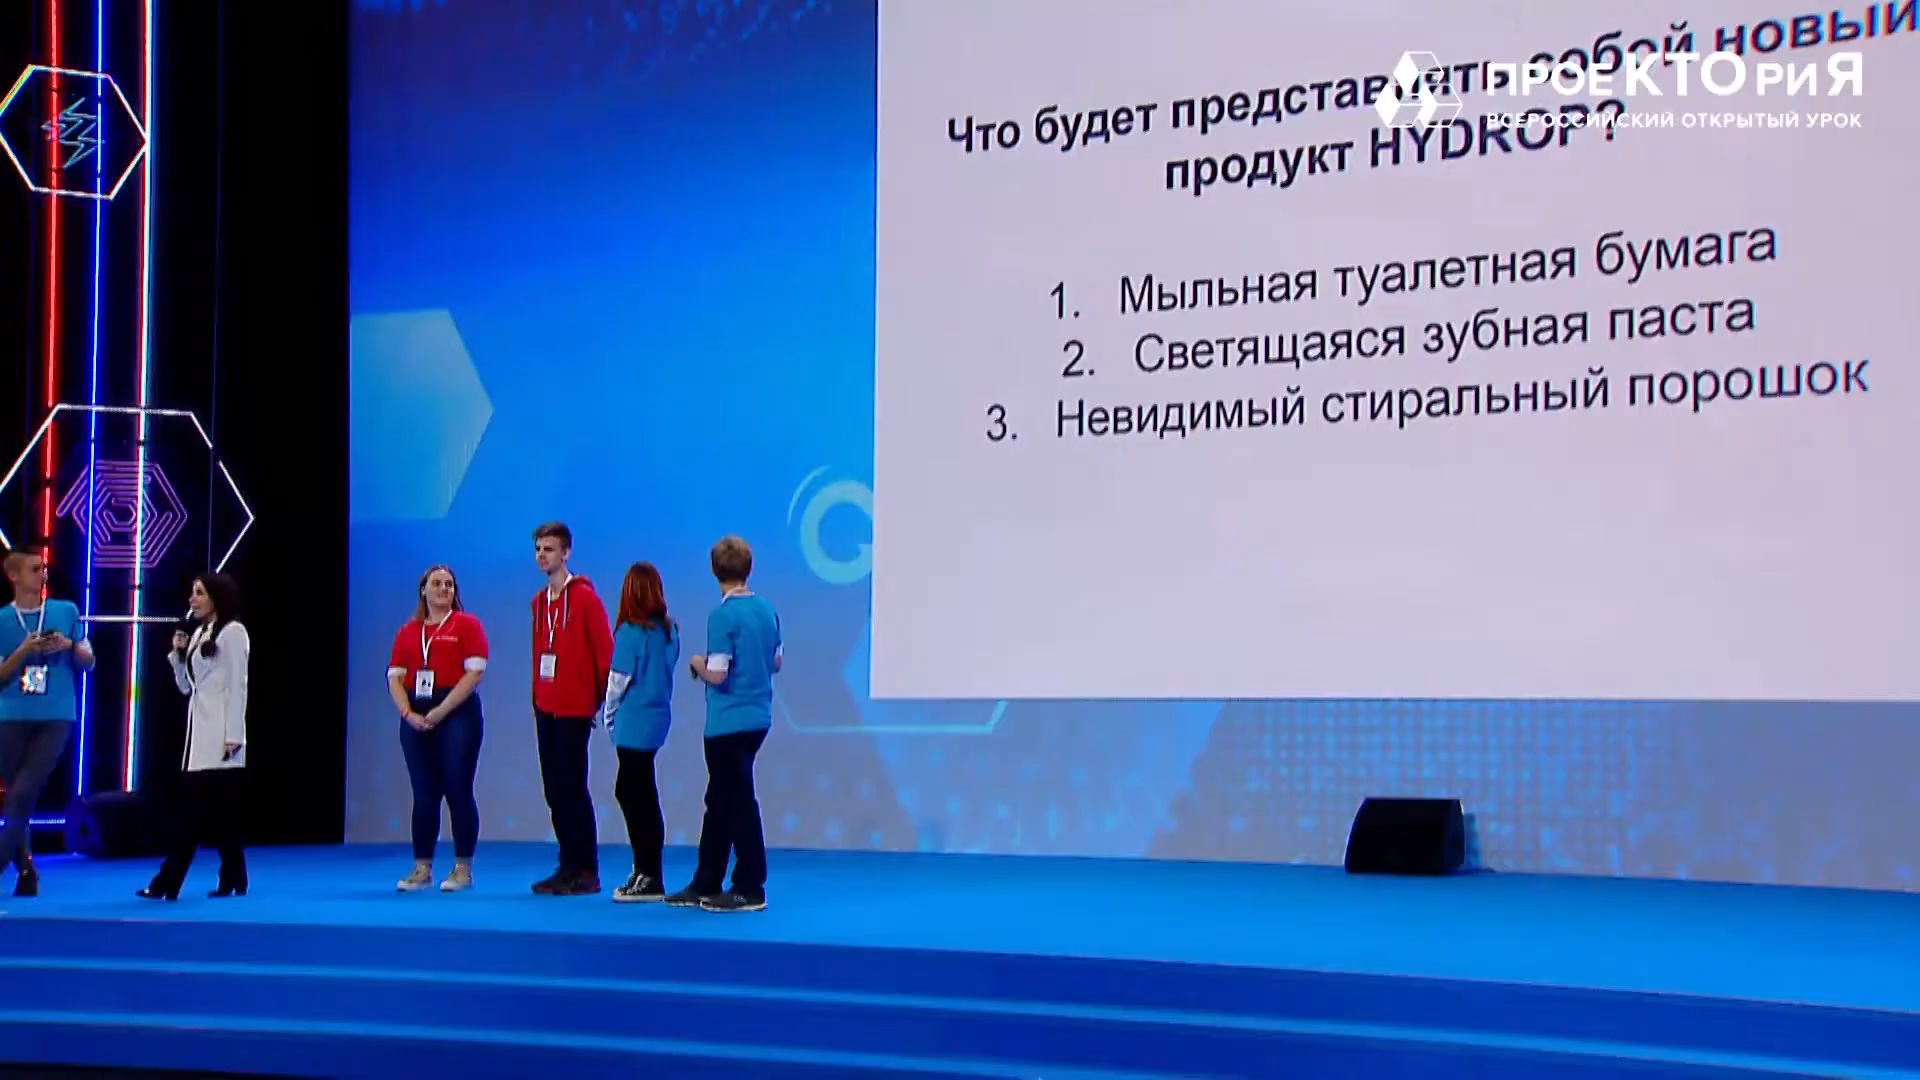 Что будет представлять собой новый
продукт HYDROP?
1. Мыльная туалетная бумага
2. Светящаяся зубная паста
3. Невидимый стиральный порошок
ПРОЕКТОРИЯ
ВСЕРОССИЙСКИЙ ОТКРЫТЫЙ УРОК